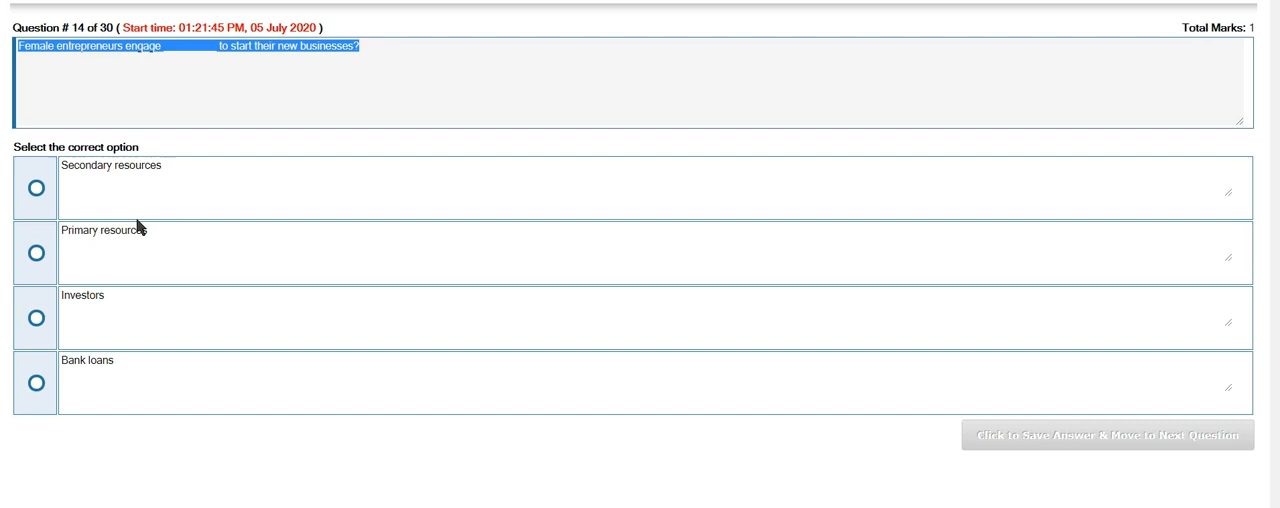 Question # 14 of 30 ( Start time: 01:21:45 PM, 05 July 2020 ) Total Marks: 1
Female entrepreneurs engage _________ to start their new businesses?
Select the correct option
Secondary resources
Primary resources
Investors
Bank loans
Click to Save Answer & Move to Next Question